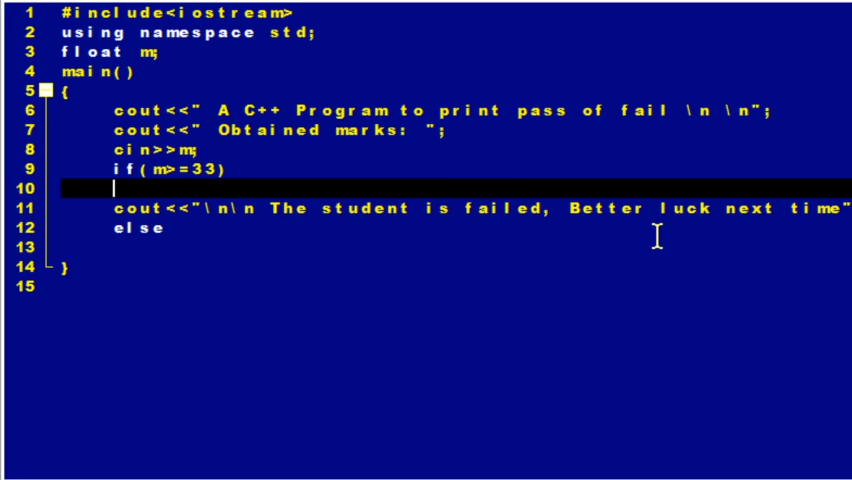 1 #include<iostream>
2 using namespace std;
3 float m;
4 main()
5 {
6 cout<<" A C++ Program to print pass of fail \n \n";
7 cout<<" Obtained marks: ";
8 cin>>m;
9 if(m>=33)
10
11 cout<<"\n\n The student is failed, Better luck next time"
12 else
13
14 }
15